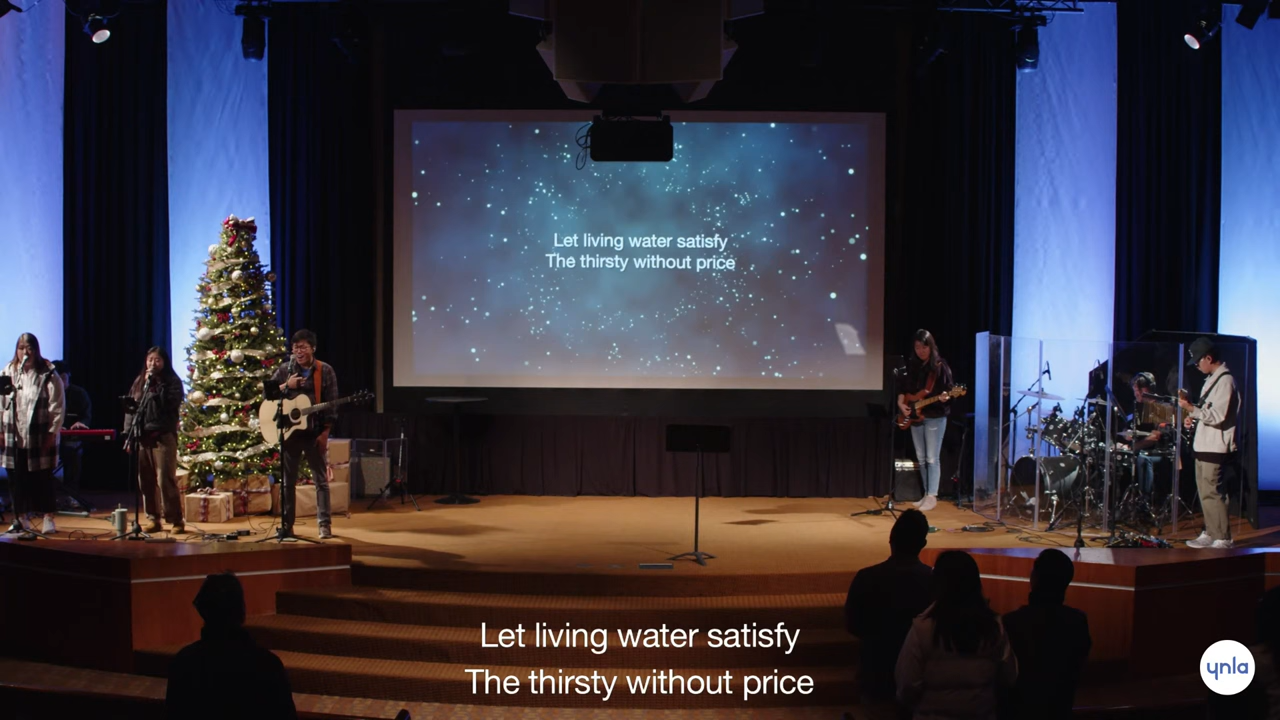 Let living water satisfy
The thirsty without price
Let living water satisfy
The thirsty without price
ynla